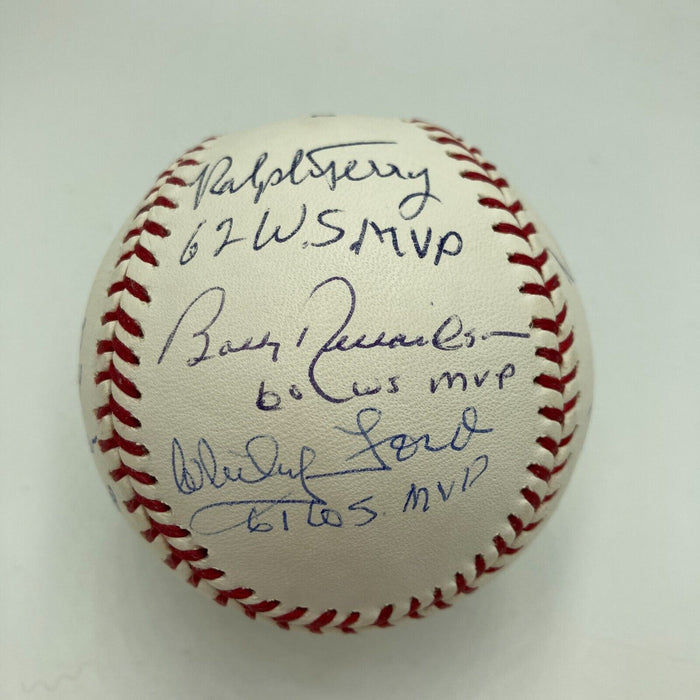 Ralph Terry
62 W.S. MVP
Bobby Richardson
60 WS MVP
Whitey Ford
61 WS. MVP